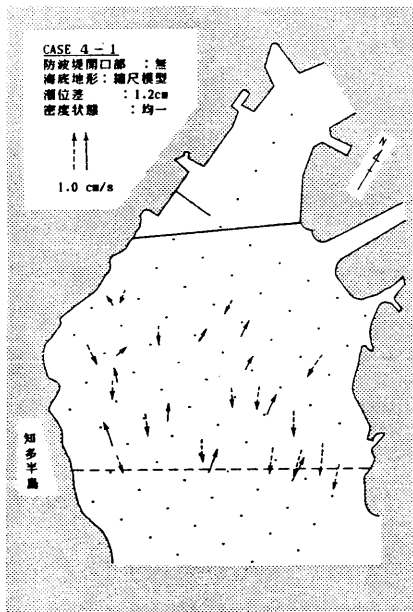 CASE 4-1
防波堤開口部 : 無
海底地形 : 縮尺模型
潮位差 : 1.2cm
密度状態 : 均一
1.0 cm/s
N
知多半島